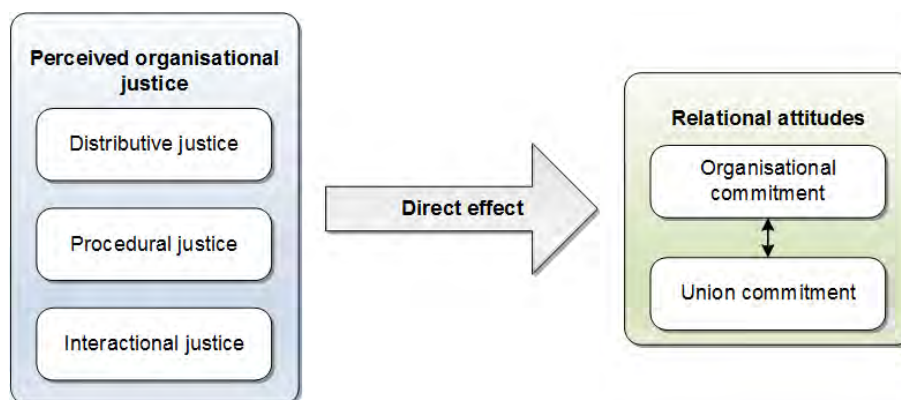 Perceived organisational
justice
Distributive justice
Procedural justice
Interactional justice
Direct effect
Relational attitudes
Organisational
commitment
Union commitment